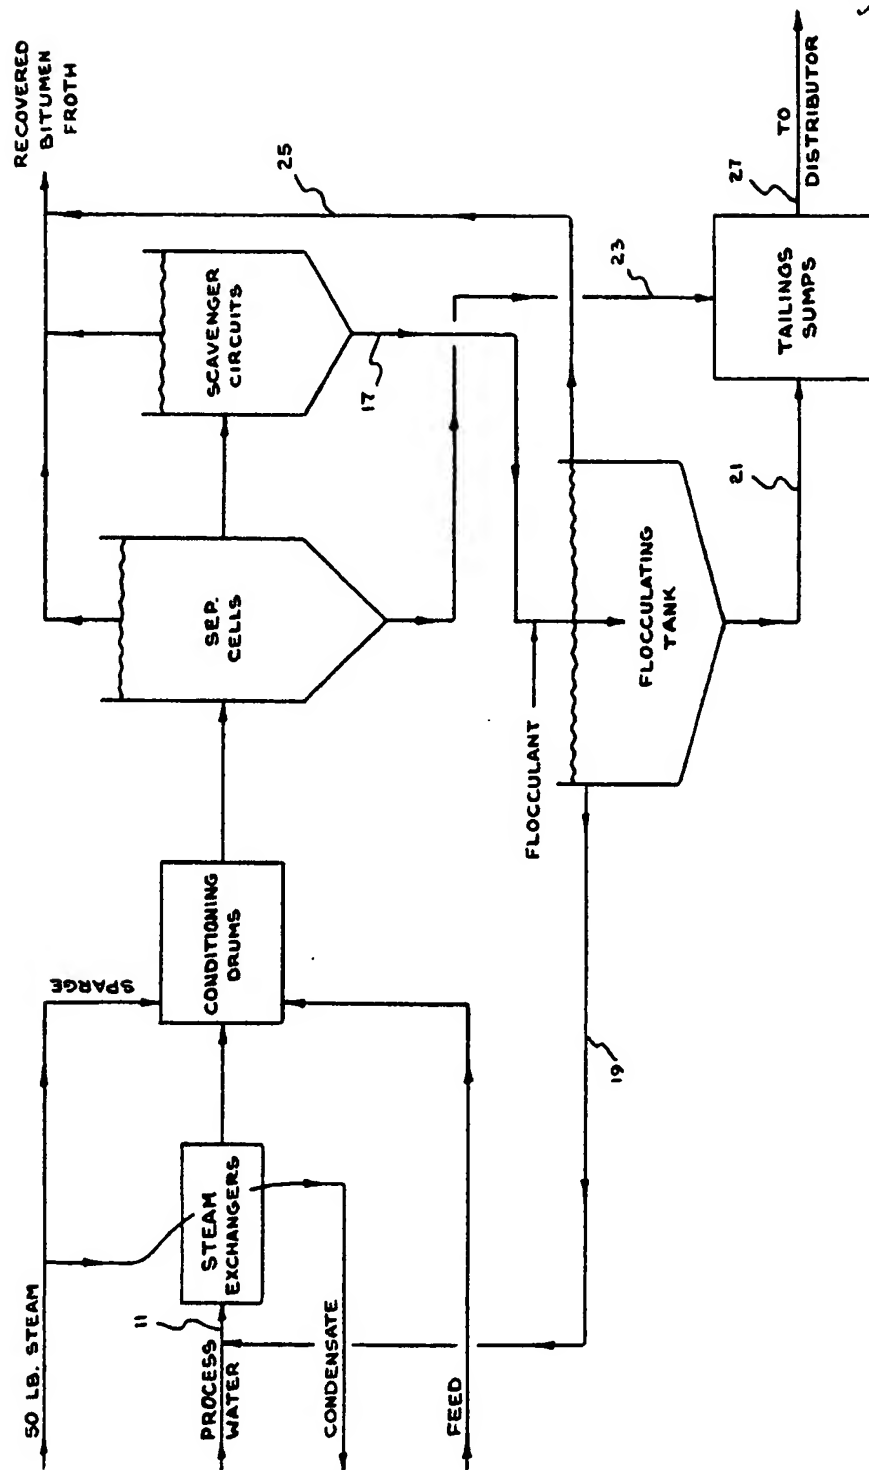 50 LB. STEAM
PROCESS
WATER
11
CONDENSATE
FEED
STEAM
EXCHANGERS
SPARGE
CONDITIONING
DRUMS
SEP.
CELLS
SCAVENGER
CIRCUITS
RECOVERED
BITUMEN
FROTH
17
25
23
FLOCCULANT
FLOCCULATING
TANK
19
21
TAILINGS
SUMPS
27
TO
DISTRIBUTOR